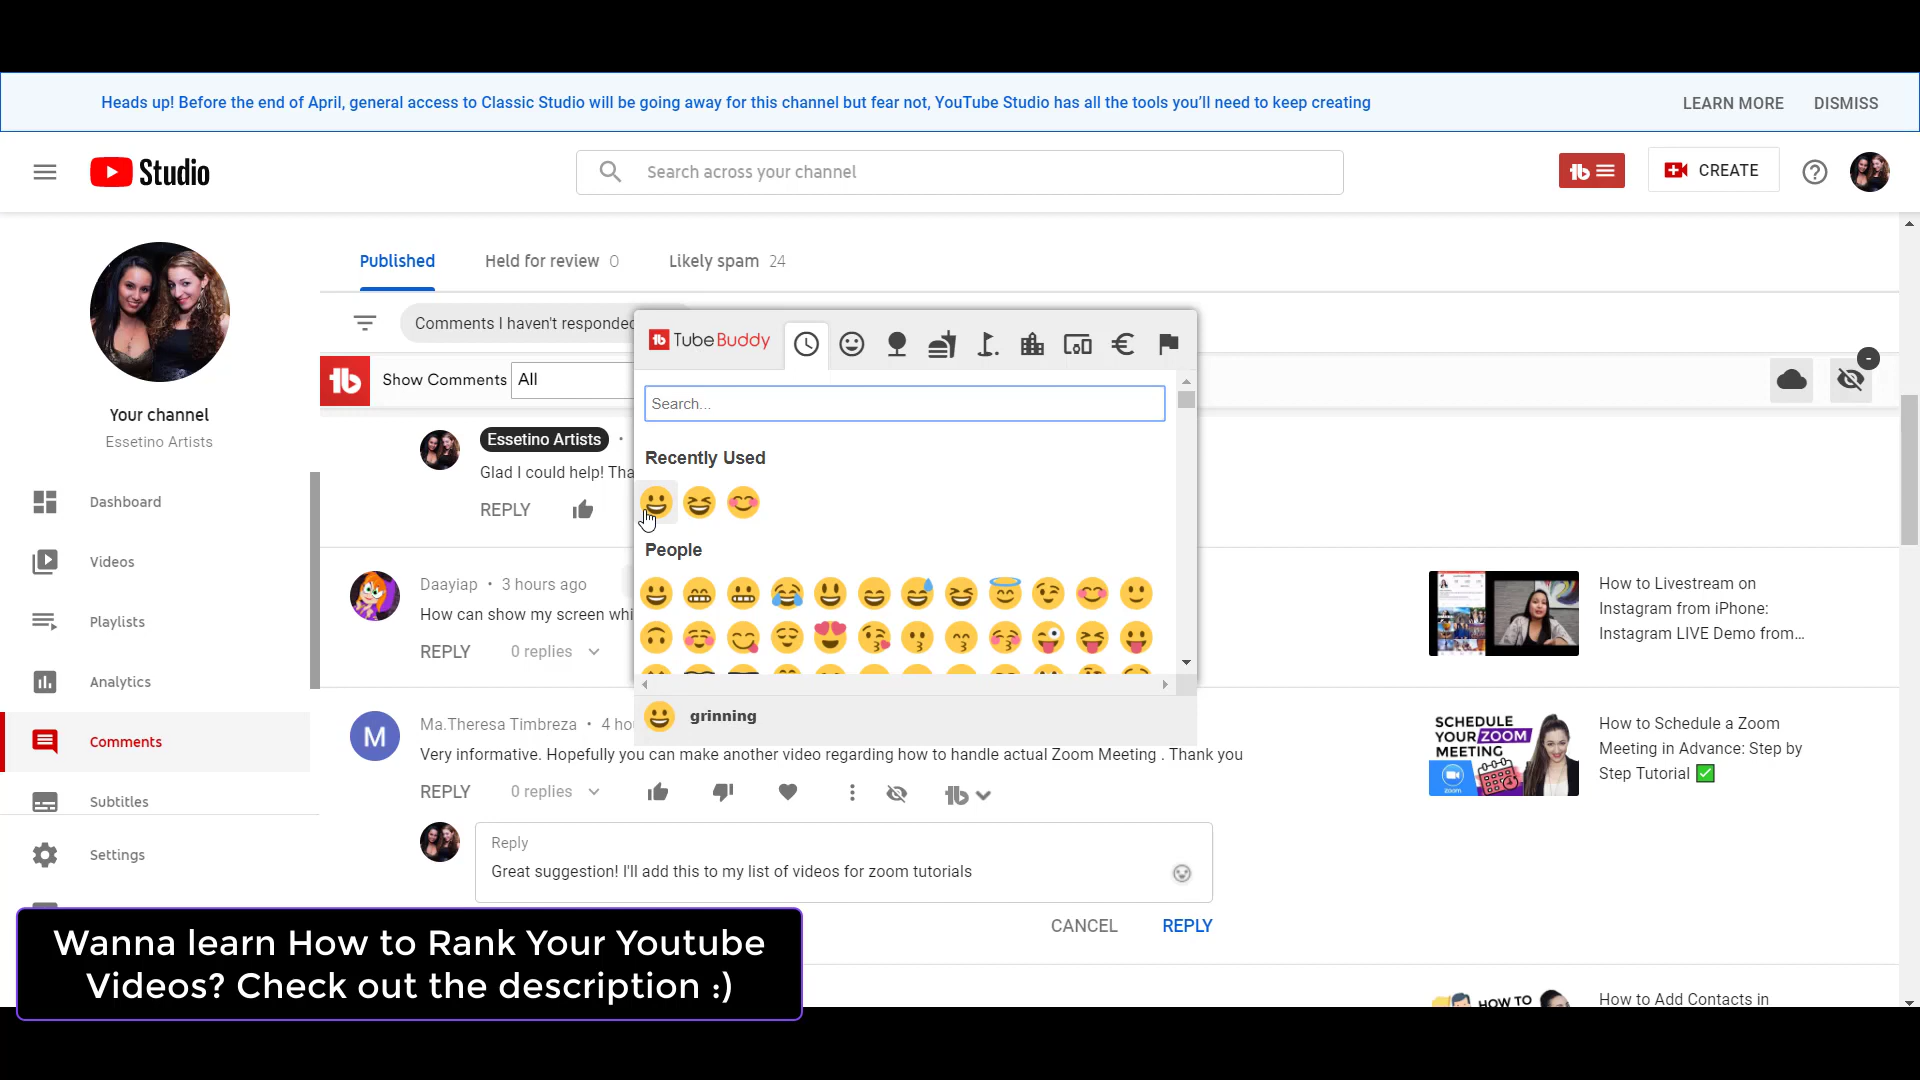 Heads up! Before the end of April, general access to Classic Studio will be going away for this channel but fear not, YouTube Studio has all the tools you'll need to keep creating
LEARN MORE
DISMISS
Studio
Search across your channel
CREATE
Your channel
Essetino Artists
Dashboard
Videos
Playlists
Analytics
Comments
Subtitles
Settings
Published
Held for review 0
Likely spam 24
Comments I haven't responded
Show Comments
All
Essetino Artists •
Glad I could help! Tha
REPLY
Daayiap • 3 hours ago
How can show my screen whi
REPLY
0 replies
Ma.Theresa Timbreza • 4 hou
Very informative. Hopefully you can make another video regarding how to handle actual Zoom Meeting . Thank you
REPLY
0 replies
M
Reply
Great suggestion! I'll add this to my list of videos for zoom tutorials
CANCEL
REPLY
TubeBuddy
Search...
Recently Used
People
grinning
How to Livestream on
Instagram from iPhone:
Instagram LIVE Demo from...
SCHEDULE
YOUR ZOOM
MEETING
zoom
How to Schedule a Zoom
Meeting in Advance: Step by
Step Tutorial ✅
HOW TO
How to Add Contacts in
Wanna learn How to Rank Your Youtube
Videos? Check out the description :)